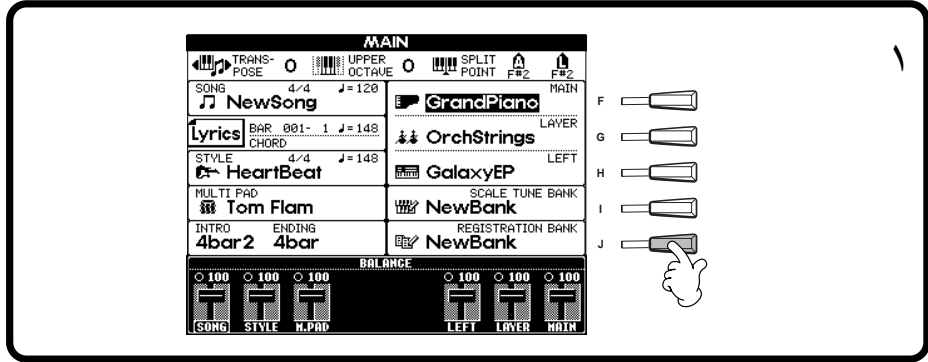 MAIN
TRANS-POSE 0 UPPER OCTAVE 0 SPLIT POINT A F#2 L F#2
SONG 4/4 ♩=120
NewSong
MAIN
GrandPiano
F
Lyrics BAR 001- 1 ♩=148
CHORD
LAYER
OrchStrings
G
STYLE 4/4 ♩=148
HeartBeat
LEFT
GalaxyEP
H
MULTI PAD
Tom Flam
SCALE TUNE BANK
NewBank
I
INTRO ENDING
4bar2 4bar
REGISTRATION BANK
NewBank
J
BALANCE
100 100 100 100 100 100
SONG STYLE M.PAD LEFT LAYER MAIN
١